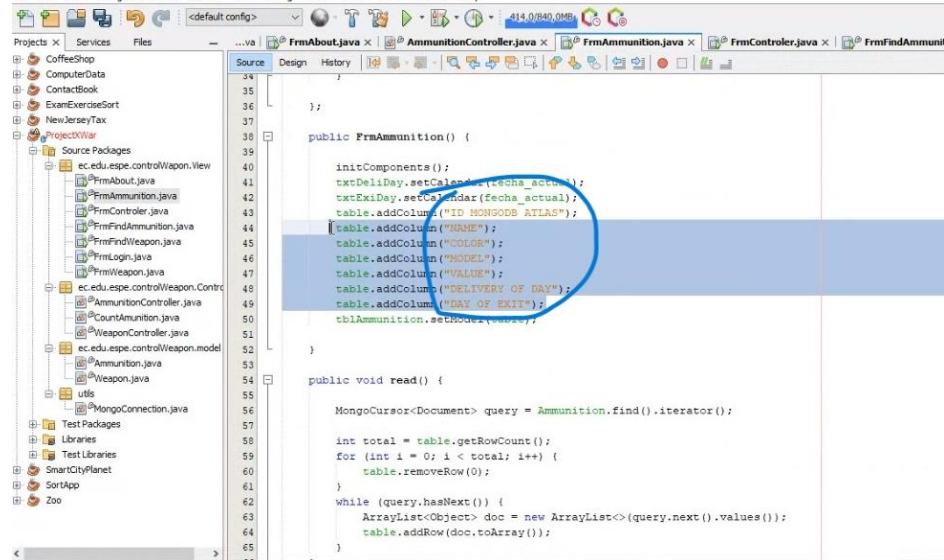 <default config>
414,0/840,0MB
Projects
Services
Files
...va
FrmAbout.java
AmmunitionController.java
FrmAmmunition.java
FrmControler.java
FrmFindAmmuniti
Source
Design
History
CoffeeShop
ComputerData
ContactBook
ExamExerciseSort
NewJerseyTax
ProjectXWar
Source Packages
ec.edu.espe.controlWapon.View
FrmAbout.java
FrmAmmunition.java
FrmControler.java
FrmFindAmmunition.java
FrmFindWeapon.java
FrmLogin.java
FrmWeapon.java
ec.edu.espe.controlWeapon.Contro
AmmunitionController.java
CountAmunition.java
WeaponController.java
ec.edu.espe.controlWeapon.model
Ammunition.java
Weapon.java
utils
MongoConnection.java
Test Packages
Libraries
Test Libraries
SmartCityPlanet
SortApp
Zoo
34 }
35
36 };
37
38 public FrmAmmunition() {
39
40 initComponents();
41 txtDeliDay.setCalendar(fecha_actual);
42 txtExiDay.setCalendar(fecha_actual);
43 table.addColumn("ID MONGODB ATLAS");
44 table.addColumn("NAME");
45 table.addColumn("COLOR");
46 table.addColumn("MODEL");
47 table.addColumn("VALUE");
48 table.addColumn("DELIVERY OF DAY");
49 table.addColumn("DAY OF EXIT");
50 tblAmmunition.setModel(table);
51
52 }
53
54 public void read() {
55
56 MongoCursor<Document> query = Ammunition.find().iterator();
57
58 int total = table.getRowCount();
59 for (int i = 0; i < total; i++) {
60 table.removeRow(0);
61 }
62 while (query.hasNext()) {
63 ArrayList<Object> doc = new ArrayList<>(query.next().values());
64 table.addRow(doc.toArray());
65 }